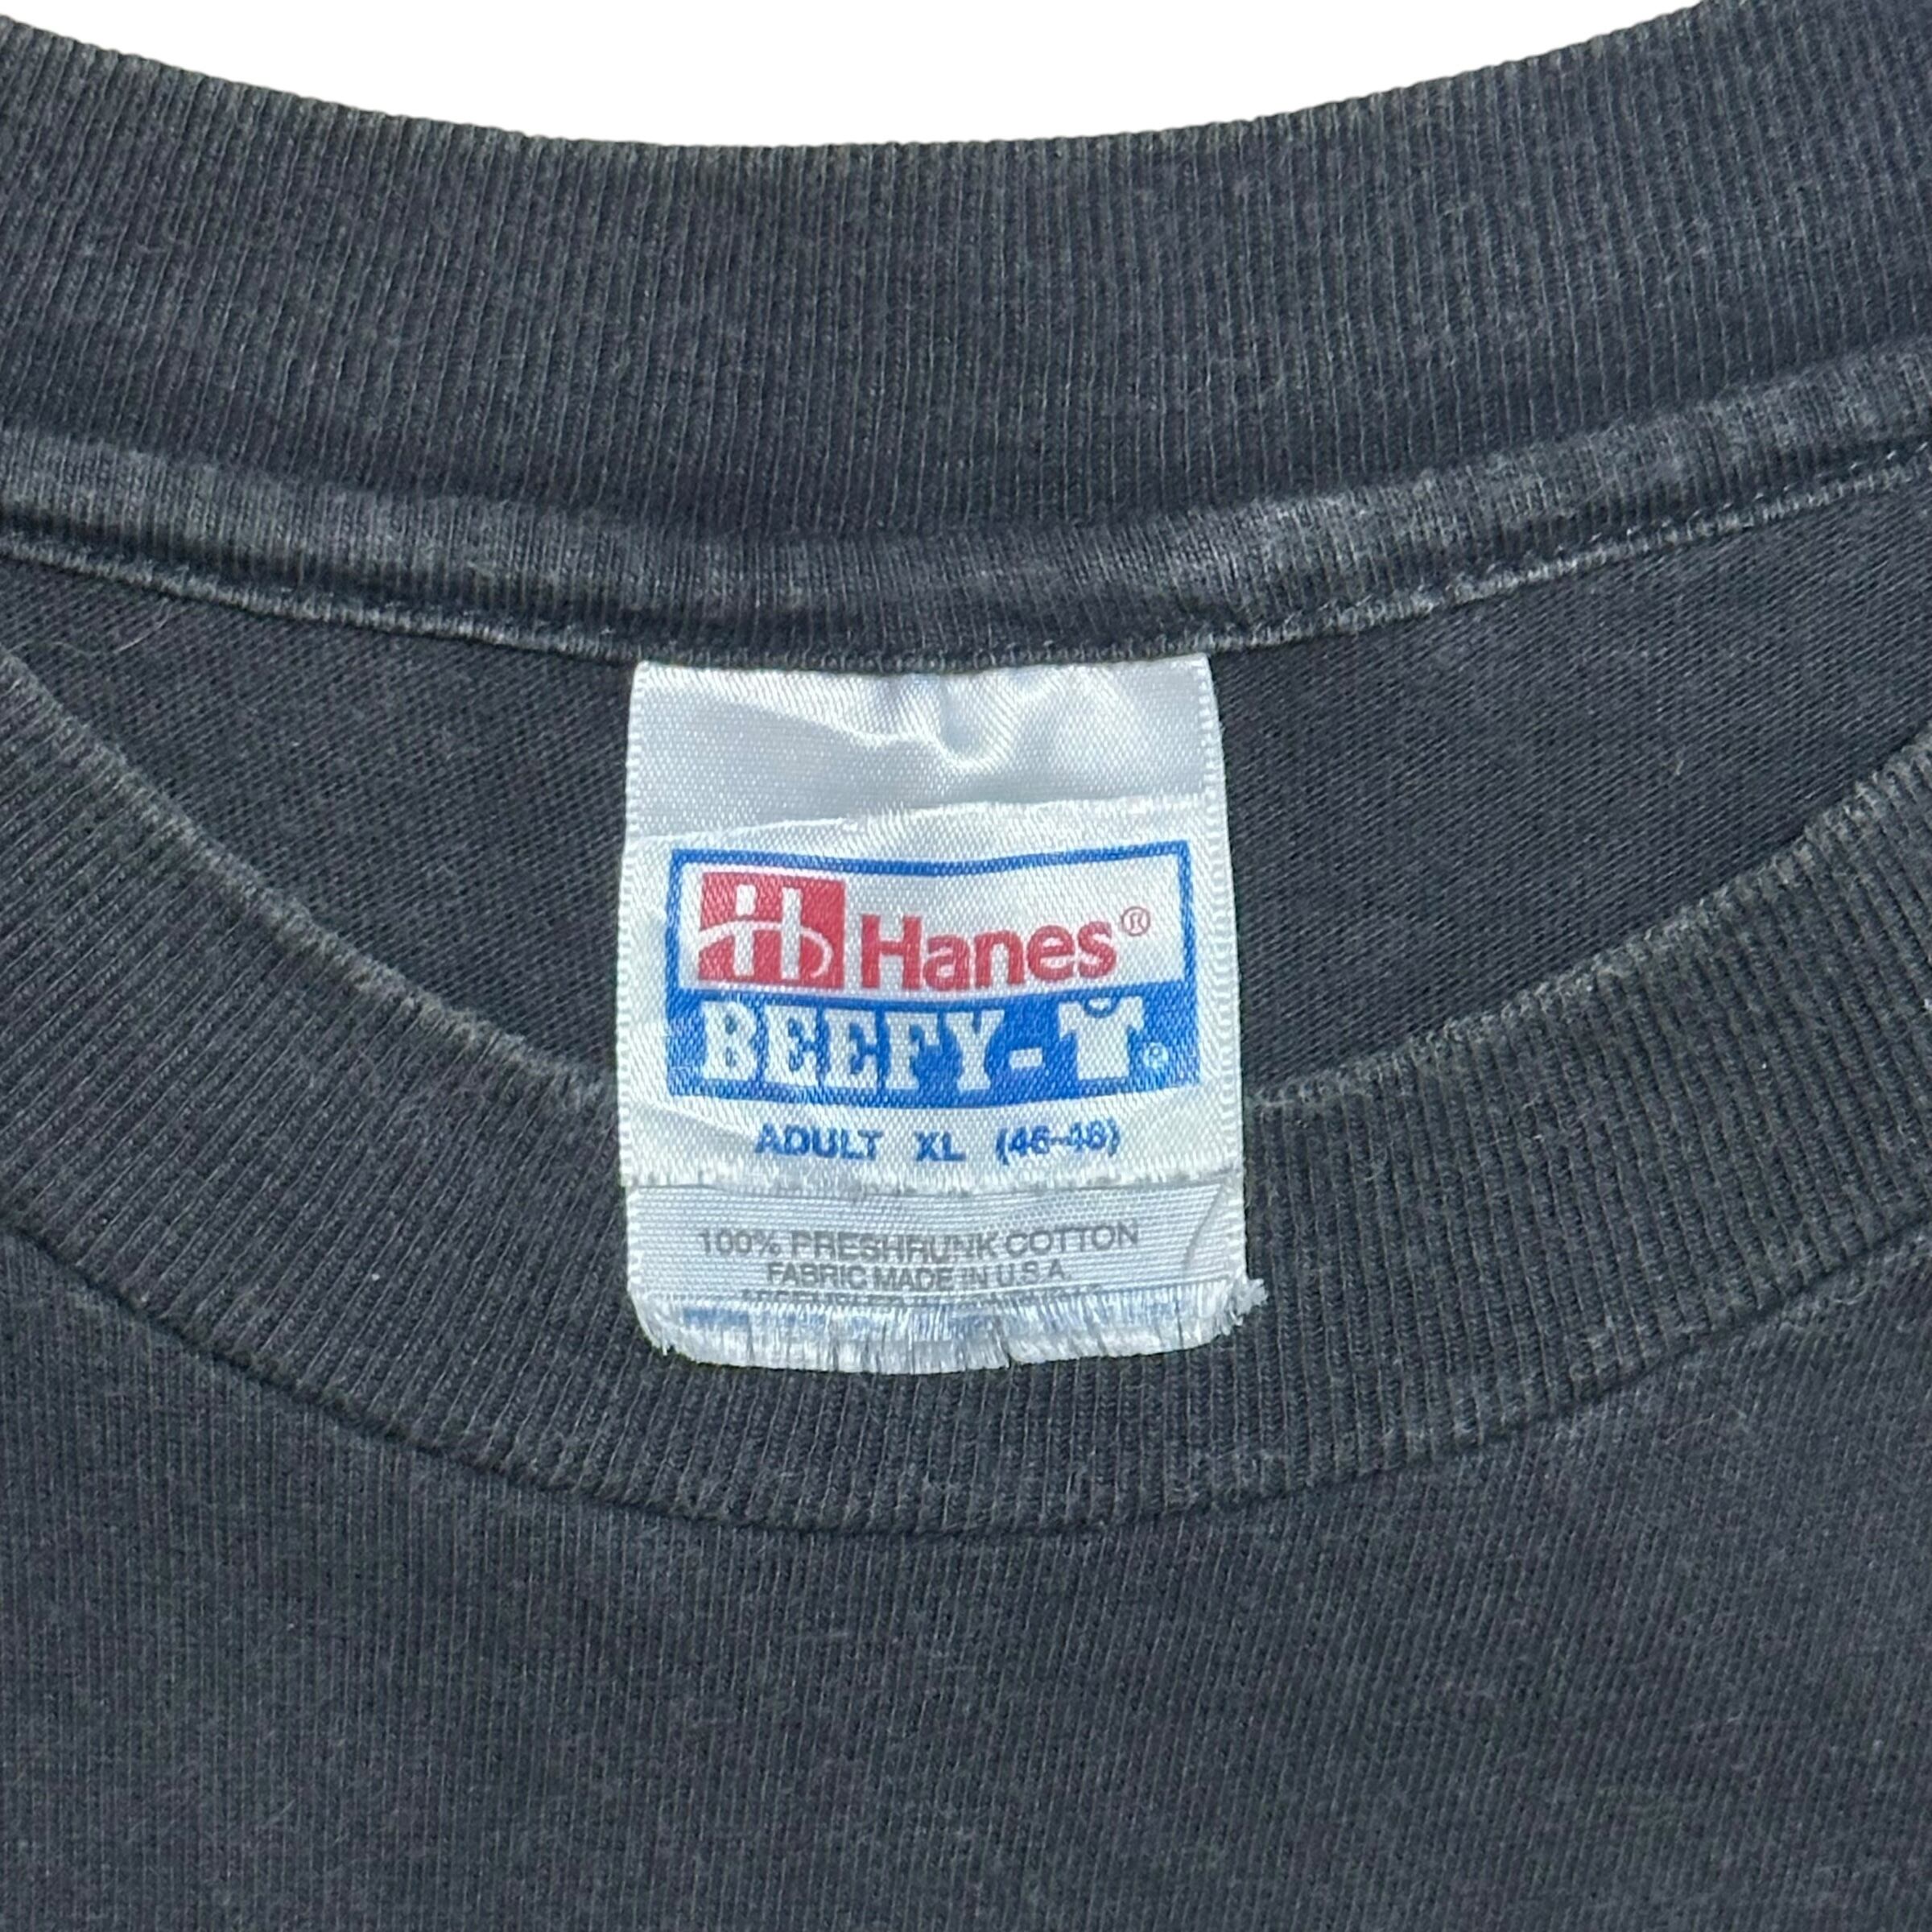 Hanes®
BEEFY-T®
ADULT XL (46-48)
100% PRESHRUNK COTTON
FABRIC MADE IN U.S.A.